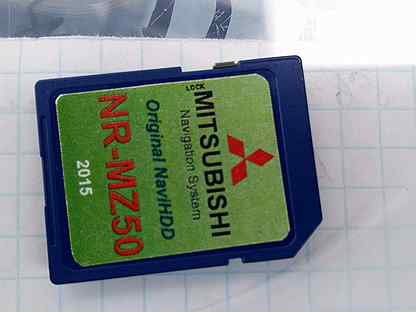 LOCK
MITSUBISHI
Navigation System
Original NaviHDD
NR-MZ50
2015